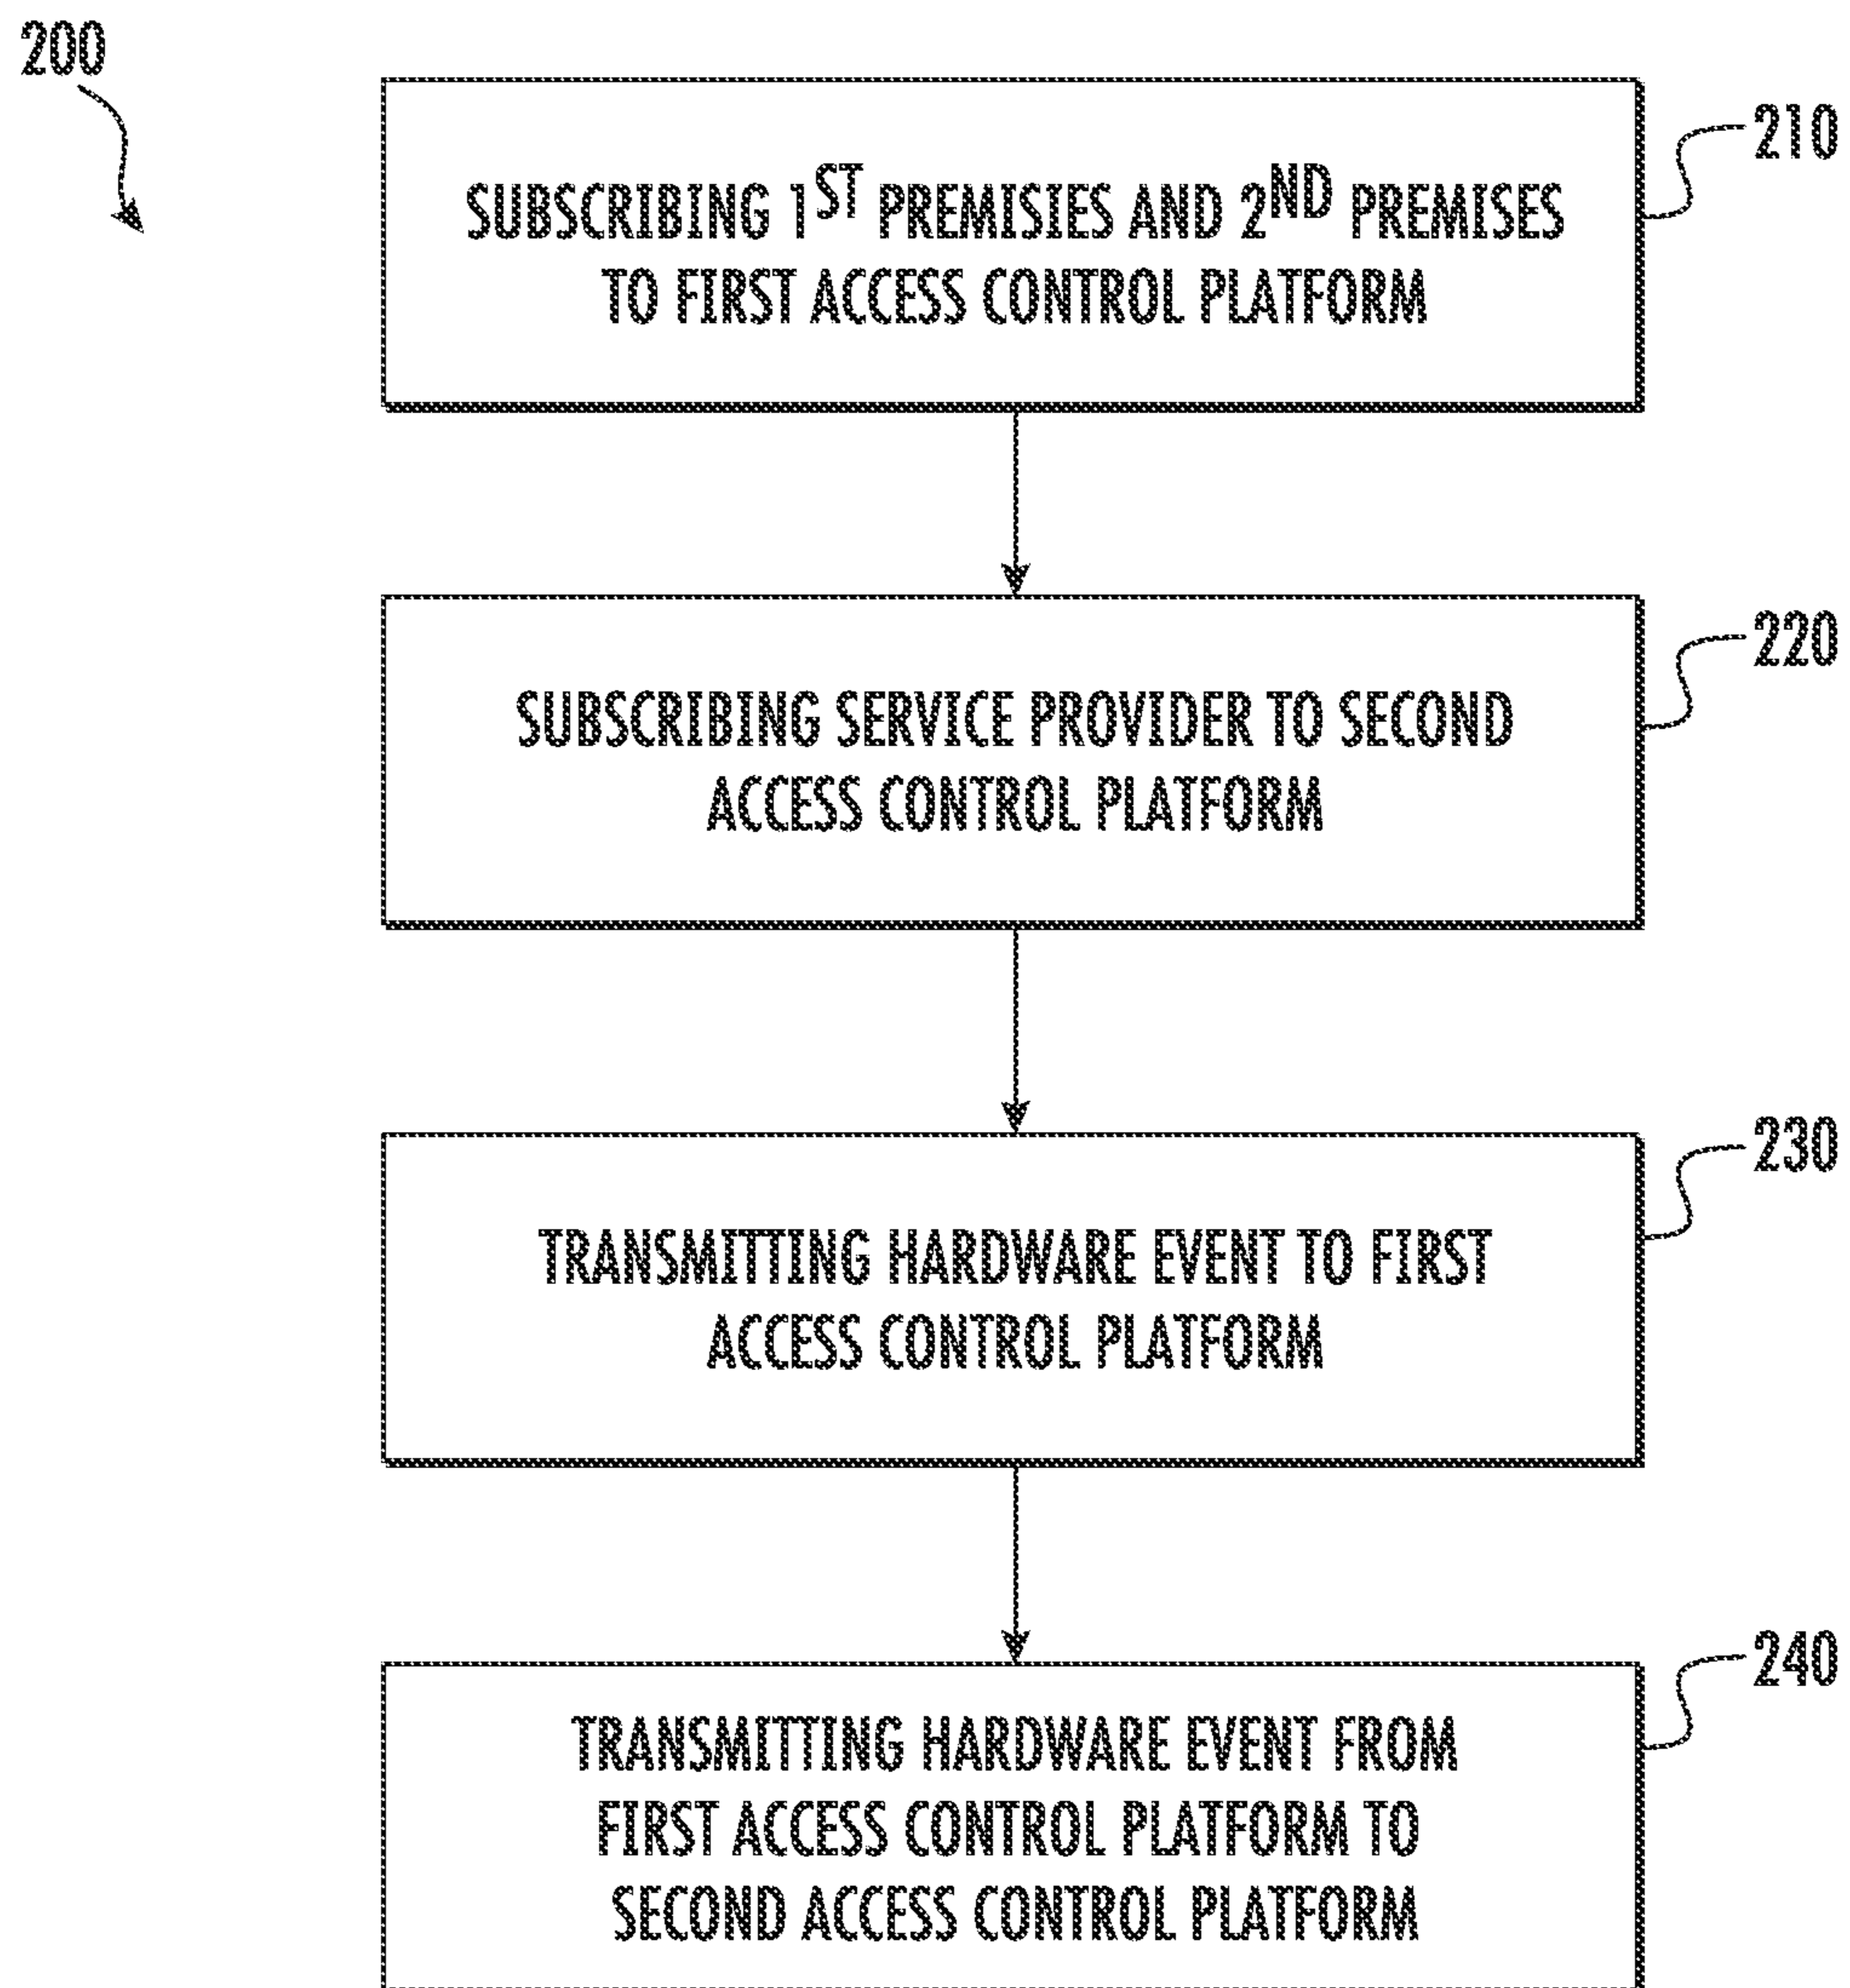 200
210
SUBSCRIBING 1ST PREMISIES AND 2ND PREMISES
TO FIRST ACCESS CONTROL PLATFORM
220
SUBSCRIBING SERVICE PROVIDER TO SECOND
ACCESS CONTROL PLATFORM
230
TRANSMITTING HARDWARE EVENT TO FIRST
ACCESS CONTROL PLATFORM
240
TRANSMITTING HARDWARE EVENT FROM
FIRST ACCESS CONTROL PLATFORM TO
SECOND ACCESS CONTROL PLATFORM